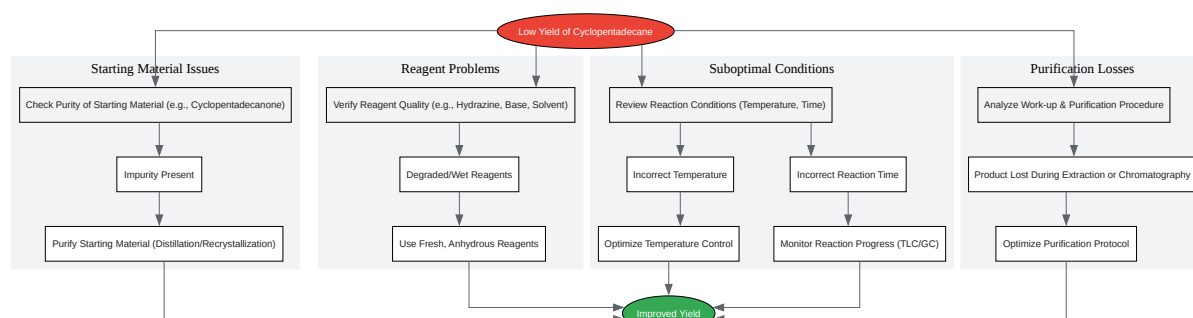 Low Yield of Cyclopentadecane
Starting Material Issues
Reagent Problems
Suboptimal Conditions
Purification Losses
Check Purity of Starting Material (e.g., Cyclopentadecanone)
Verify Reagent Quality (e.g., Hydrazine, Base, Solvent)
Review Reaction Conditions (Temperature, Time)
Analyze Work-up & Purification Procedure
Impurity Present
Degraded/Wet Reagents
Incorrect Temperature
Incorrect Reaction Time
Product Lost During Extraction or Chromatography
Purify Starting Material (Distillation/Recrystallization)
Use Fresh, Anhydrous Reagents
Optimize Temperature Control
Monitor Reaction Progress (TLC/GC)
Optimize Purification Protocol
Improved Yield